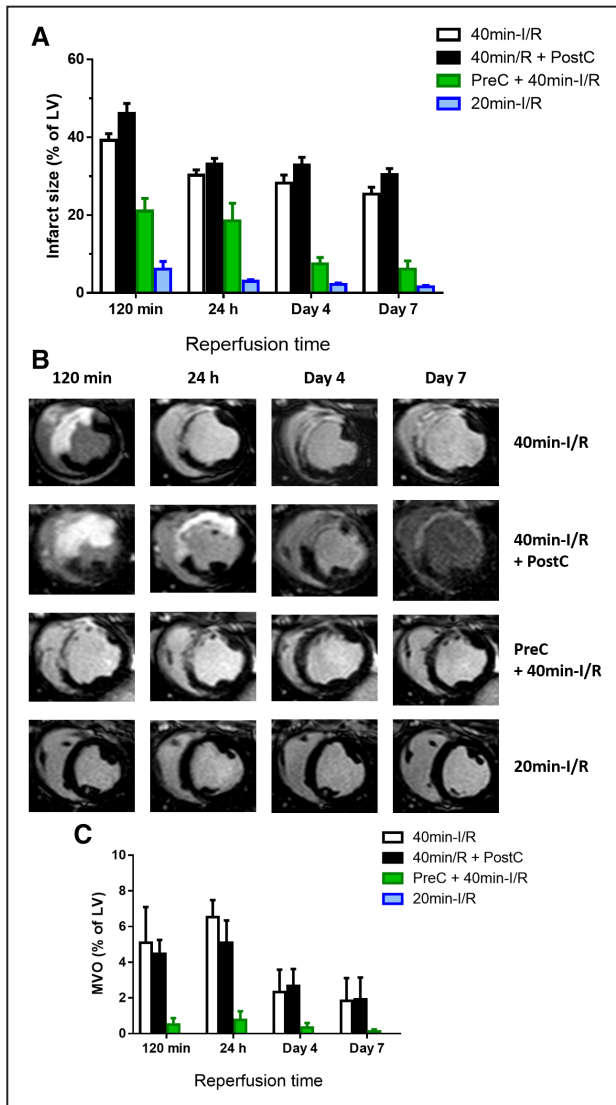 A
40min-I/R
40min/R + PostC
PreC + 40min-I/R
20min-I/R
Infarct size (% of LV)
60
40
20
0
120 min 24 h Day 4 Day 7
Reperfusion time
B
120 min 24 h Day 4 Day 7
40min-I/R
40min-I/R
+ PostC
PreC
+ 40min-I/R
20min-I/R
C
40min-I/R
40min/R + PostC
PreC + 40min-I/R
20min-I/R
MVO (% of LV)
10
8
6
4
2
0
120 min 24 h Day 4 Day 7
Reperfusion time